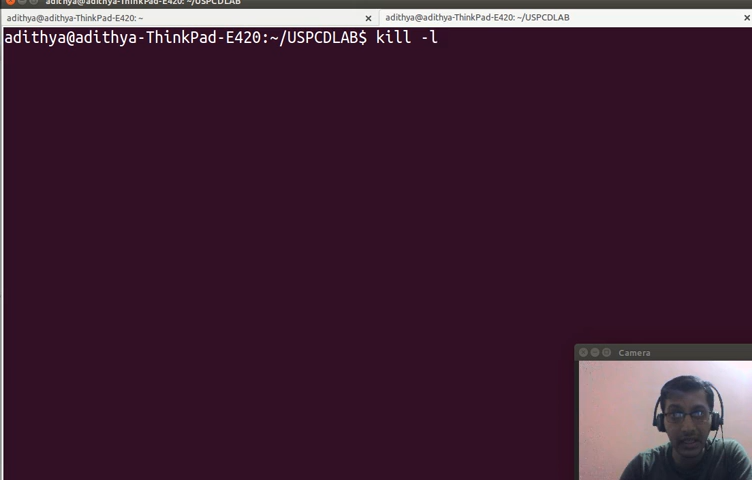 adithya@adithya-ThinkPad-E420: ~/USPCDLAB
adithya@adithya-ThinkPad-E420: ~
adithya@adithya-ThinkPad-E420: ~/USPCDLAB
adithya@adithya-ThinkPad-E420:~/USPCDLAB$ kill -l
Camera